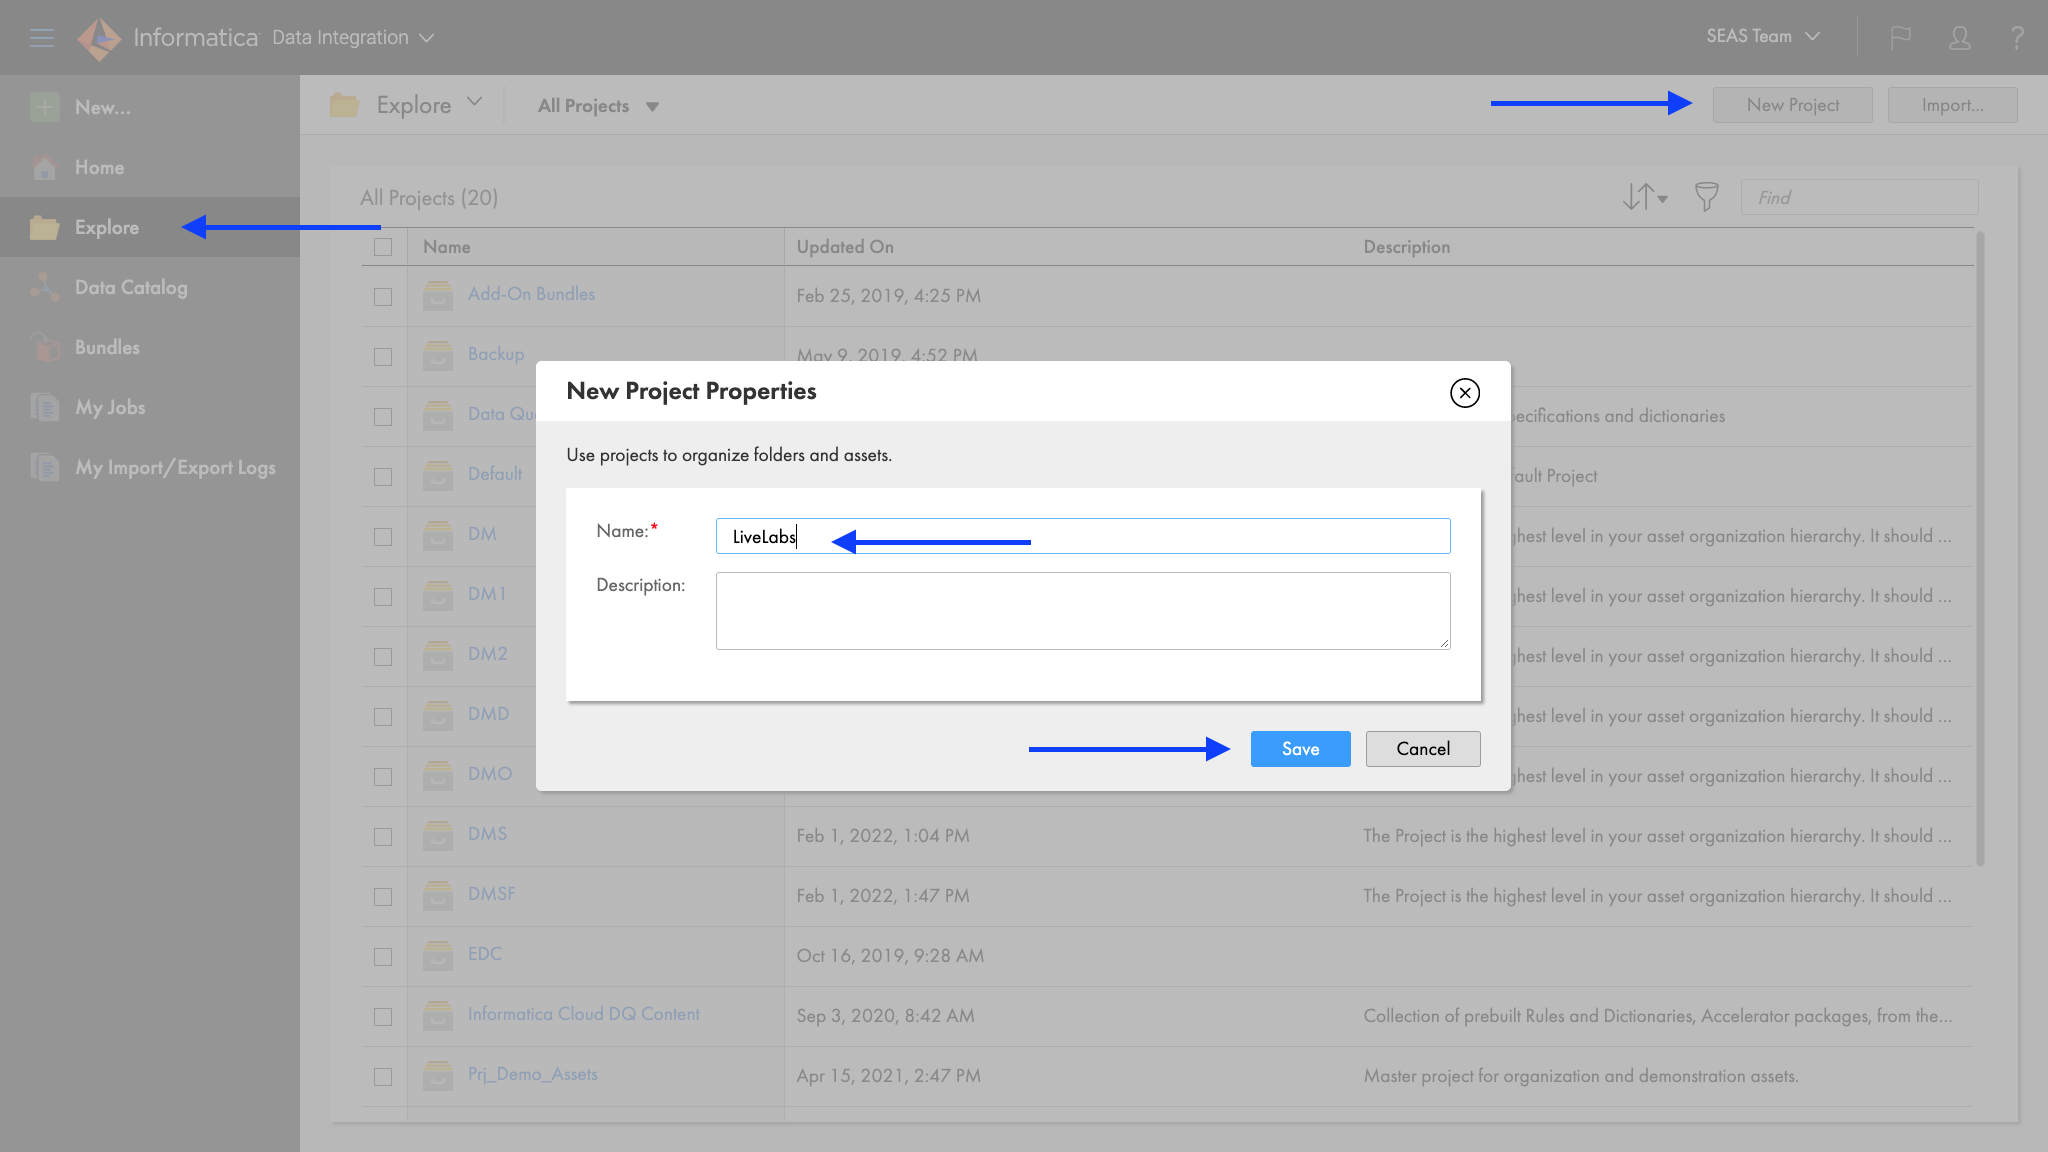 Informatica Data Integration
SEAS Team
?
New...
Home
Explore
Data Catalog
Bundles
My Jobs
My Import/Export Logs
Explore
All Projects
New Project
Import...
All Projects (20)
Find
Name Updated On Description
Add-On Bundles Feb 25, 2019, 4:25 PM
Backup May 9, 2019, 4:52 PM
Data Qu ecifications and dictionaries
Default ault Project
DM hest level in your asset organization hierarchy. It should ...
DM1 hest level in your asset organization hierarchy. It should ...
DM2 hest level in your asset organization hierarchy. It should ...
DMD hest level in your asset organization hierarchy. It should ...
DMO hest level in your asset organization hierarchy. It should ...
DMS Feb 1, 2022, 1:04 PM The Project is the highest level in your asset organization hierarchy. It should ...
DMSF Feb 1, 2022, 1:47 PM The Project is the highest level in your asset organization hierarchy. It should ...
EDC Oct 16, 2019, 9:28 AM
Informatica Cloud DQ Content Sep 3, 2020, 8:42 AM Collection of prebuilt Rules and Dictionaries, Accelerator packages, from the...
Prj_Demo_Assets Apr 15, 2021, 2:47 PM Master project for organization and demonstration assets.
New Project Properties
Use projects to organize folders and assets.
Name:* LiveLabs
Description:
Save Cancel